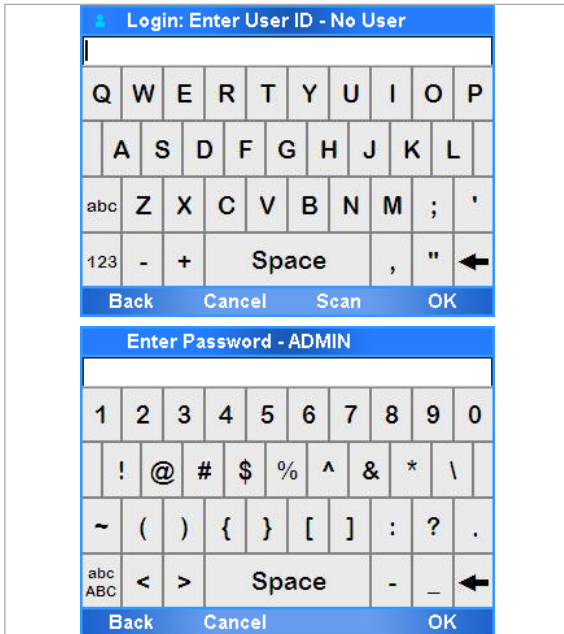 Login: Enter User ID - No User
Q W E R T Y U I O P
A S D F G H J K L
abc Z X C V B N M ; '
123 - + Space , " ←
Back Cancel Scan OK
Enter Password - ADMIN
1 2 3 4 5 6 7 8 9 0
! @ # $ % ^ & * \
~ ( ) { } [ ] : ? .
abc
ABC < > Space - _ ←
Back Cancel OK